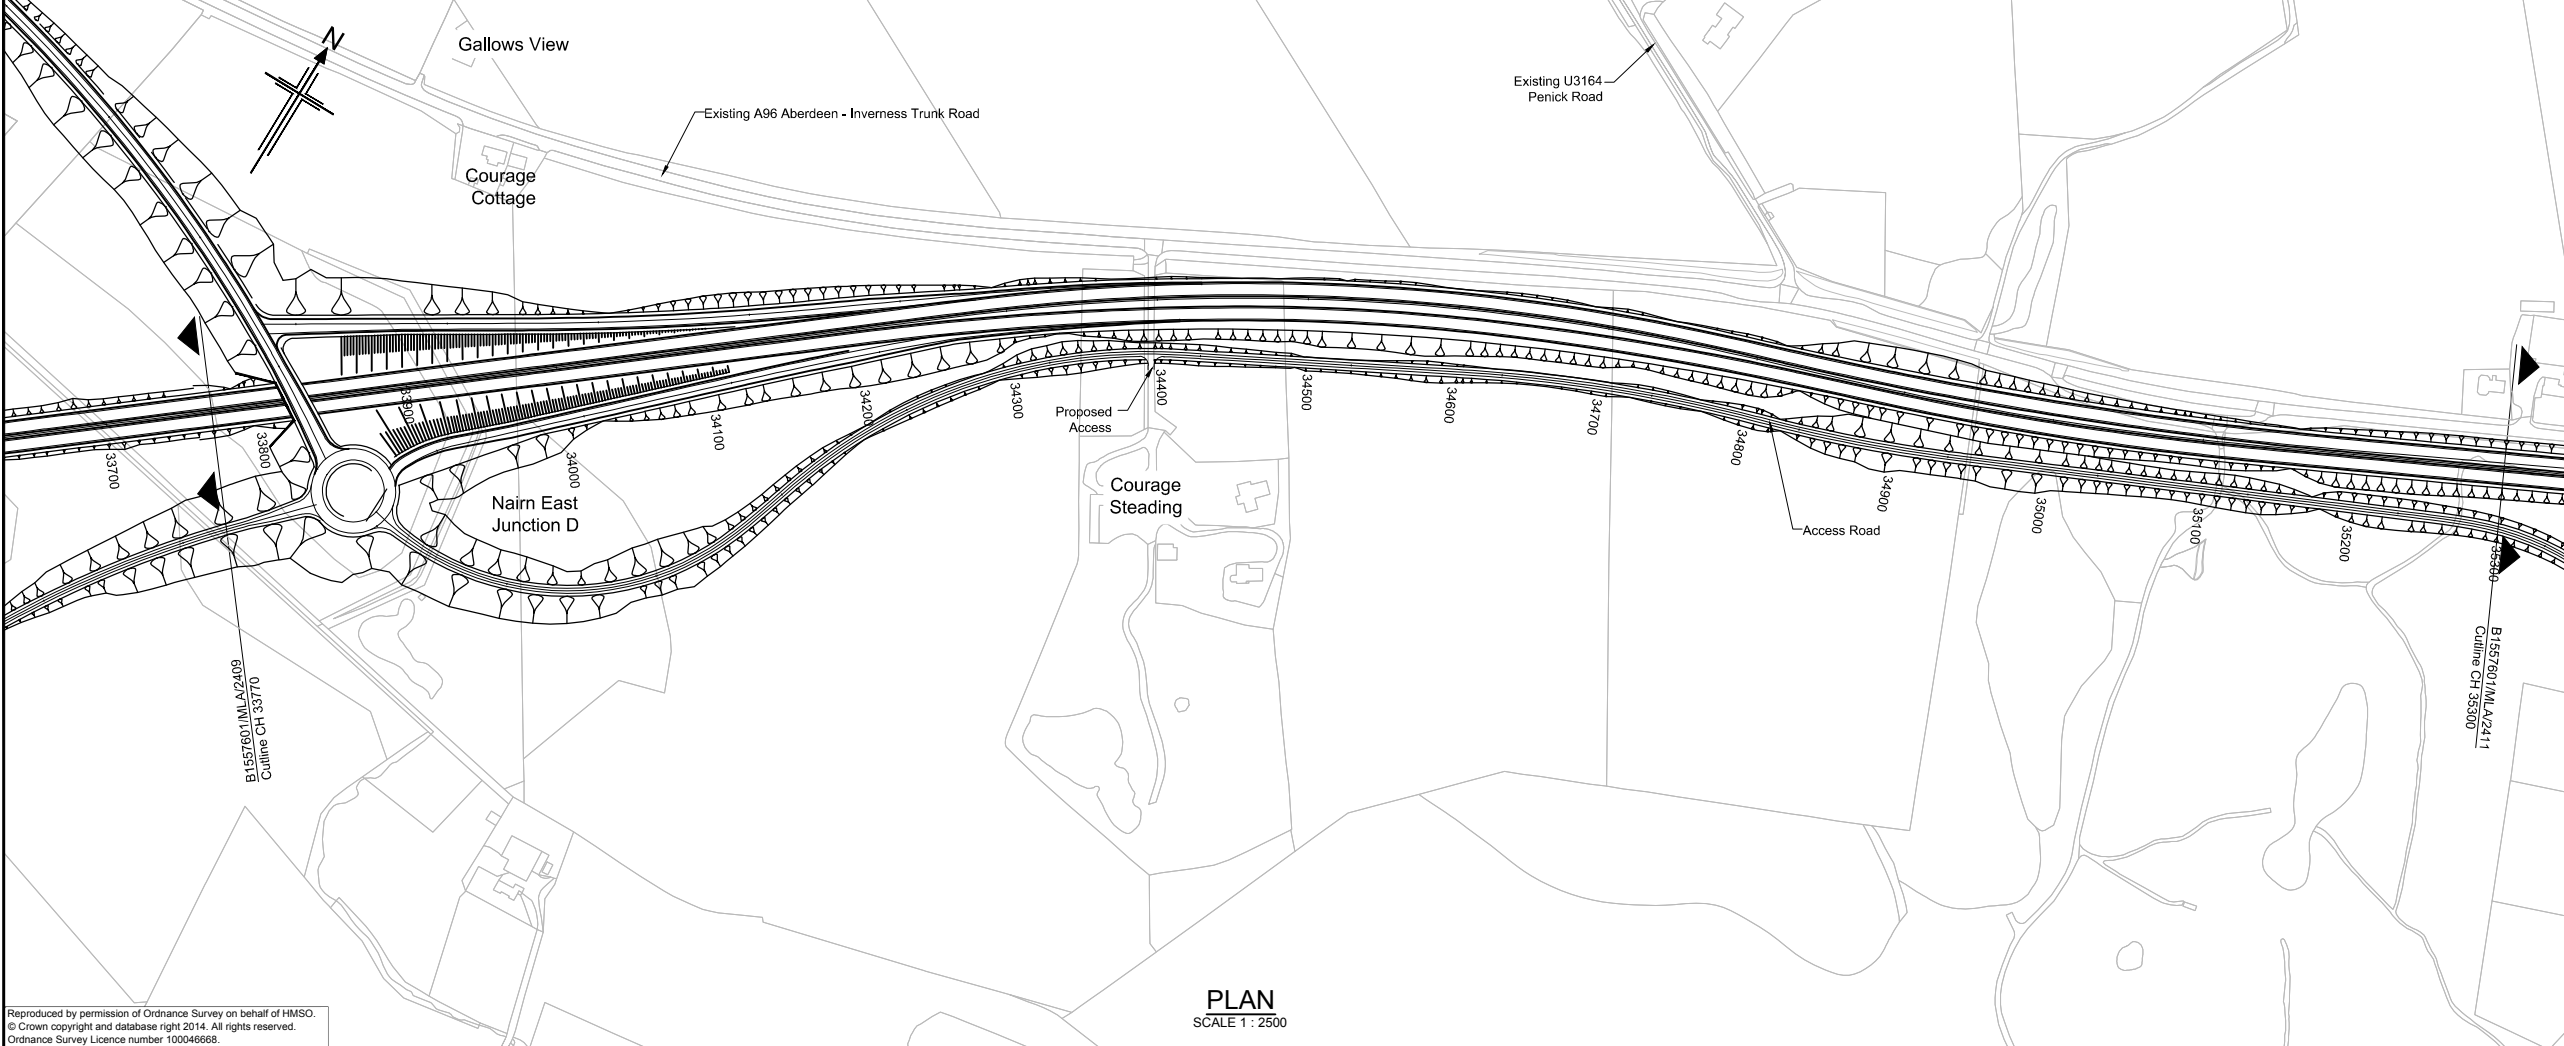 N
Gallows View
Existing A96 Aberdeen - Inverness Trunk Road
Existing U3164
Penick Road
Courage
Cottage
33700
33800
33900
34000
34100
34200
34300
34400
34500
34600
34700
34800
34900
35000
35100
35200
35300
Proposed
Access
Nairn East
Junction D
Courage
Steading
Access Road
B1557601/MLA/2409
Cutline CH 33770
B1557601/MLA/2411
Cutline CH 35300
PLAN
SCALE 1 : 2500
Reproduced by permission of Ordnance Survey on behalf of HMSO.
© Crown copyright and database right 2014. All rights reserved.
Ordnance Survey Licence number 100046668.